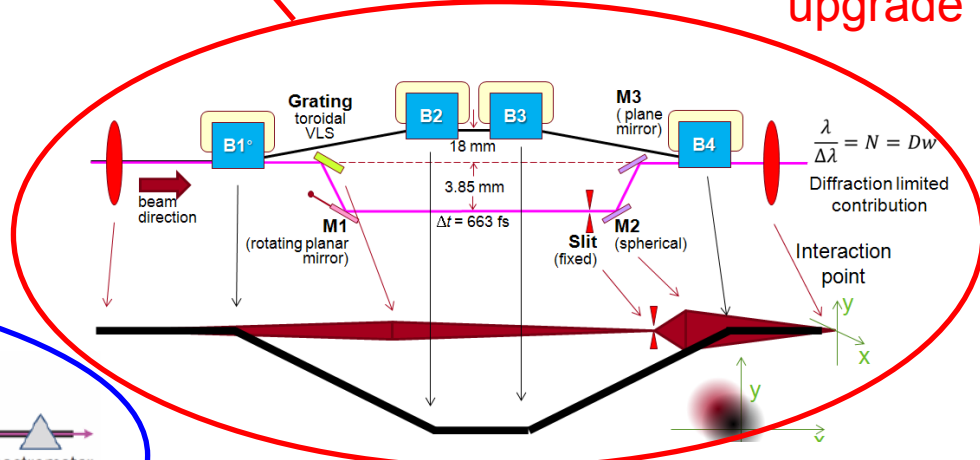 upgrade
Grating
toroidal
VLS
B1°
B2
B3
18 mm
M3
( plane
mirror)
B4
λ/Δλ = N = Dw
Diffraction limited
contribution
beam
direction
3.85 mm
Δt = 663 fs
M1
(rotating planar
mirror)
Slit
(fixed)
M2
(spherical)
Interaction
point
y
x
y